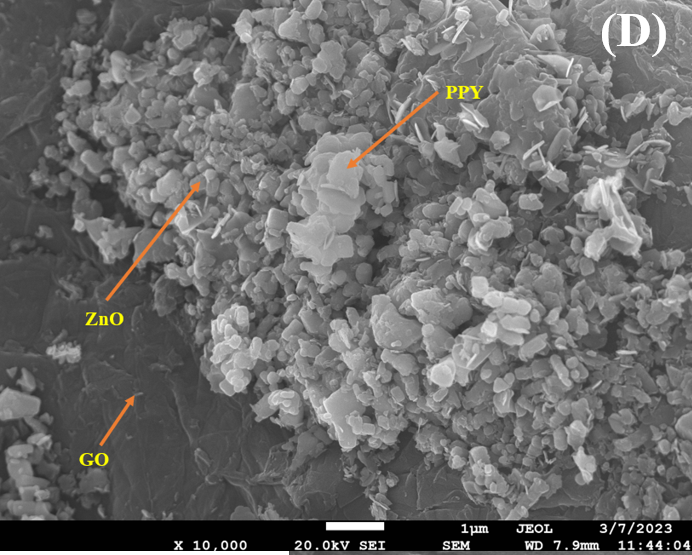 (D)
PPY
ZnO
GO
1μm JEOL 3/7/2023
X 10,000 20.0kV SEI SEM WD 7.9mm 11:44:04